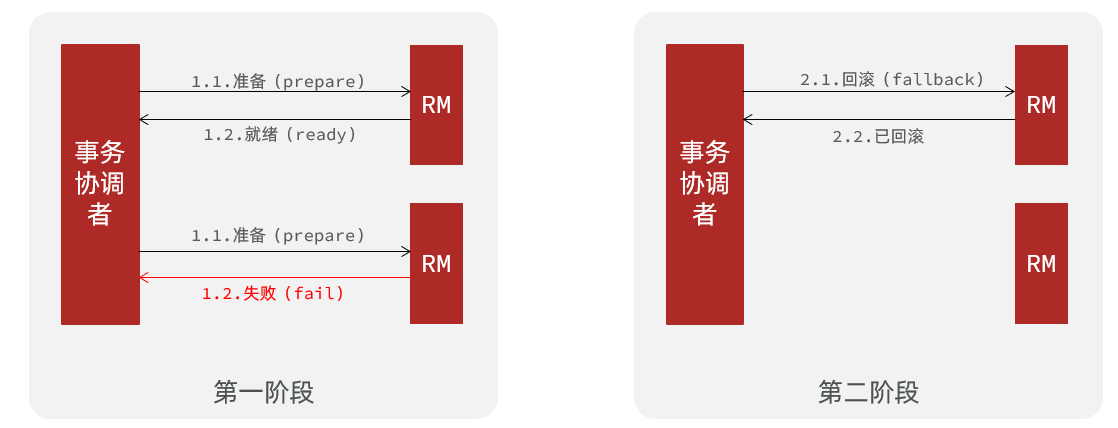 1.1.准备（prepare）
RM
1.2.就绪（ready）
事务
协调
者
1.1.准备（prepare）
RM
1.2.失败（fail）
第一阶段
2.1.回滚（fallback）
RM
2.2.已回滚
事务
协调
者
RM
第二阶段